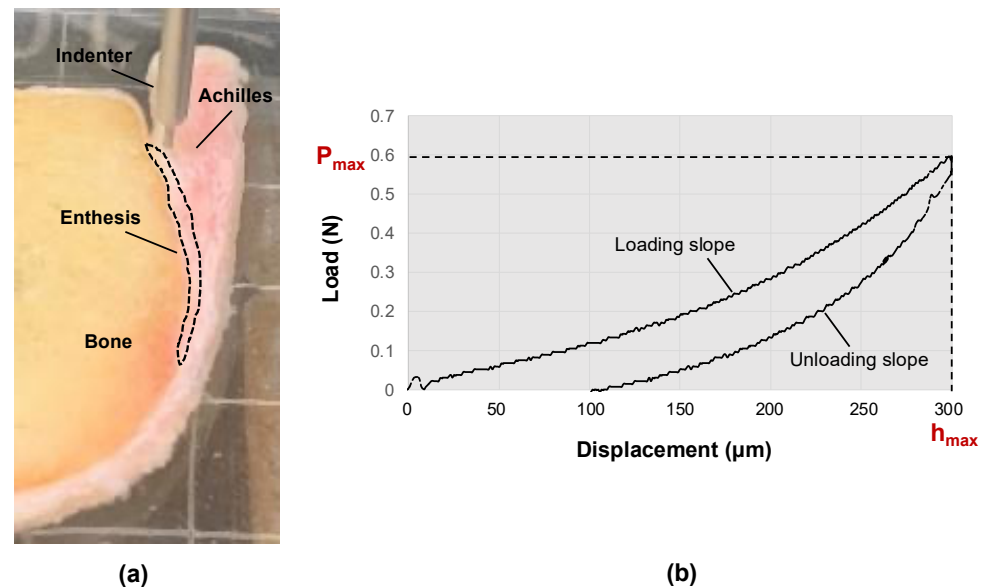 Indenter
Achilles
Enthesis
Bone
(a)
0.7
0.6
0.5
0.4
0.3
0.2
0.1
0
Load (N)
Pmax
Loading slope
Unloading slope
0 50 100 150 200 250 300
hmax
Displacement (µm)
(b)